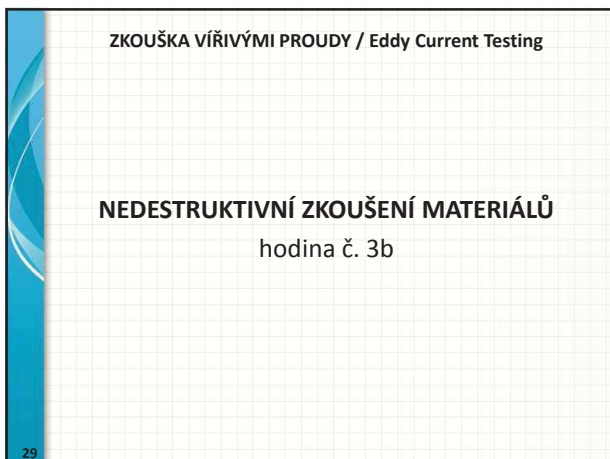 ZKOUŠKA VÍŘIVÝMI PROUDY / Eddy Current Testing
NEDESTRUKTIVNÍ ZKOUŠENÍ MATERIÁLŮ
hodina č. 3b
29